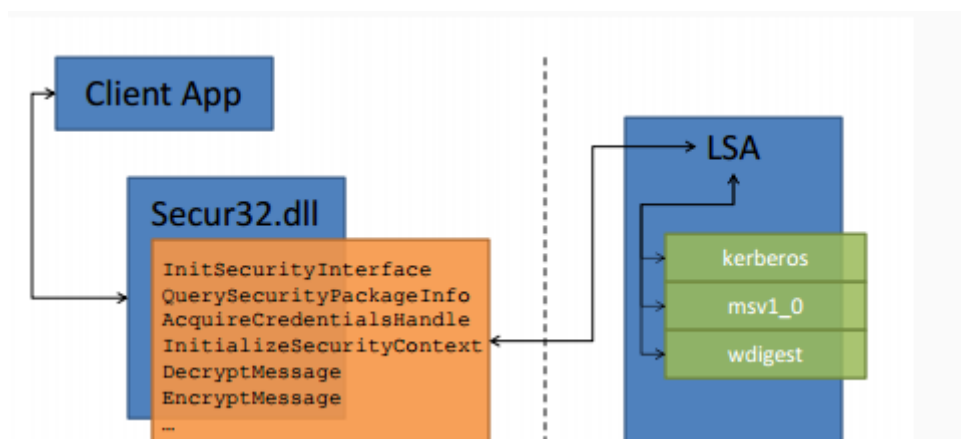 Client App
Secur32.dll
InitSecurityInterface
QuerySecurityPackageInfo
AcquireCredentialsHandle
InitializeSecurityContext
DecryptMessage
EncryptMessage
…
LSA
kerberos
msv1_0
wdigest